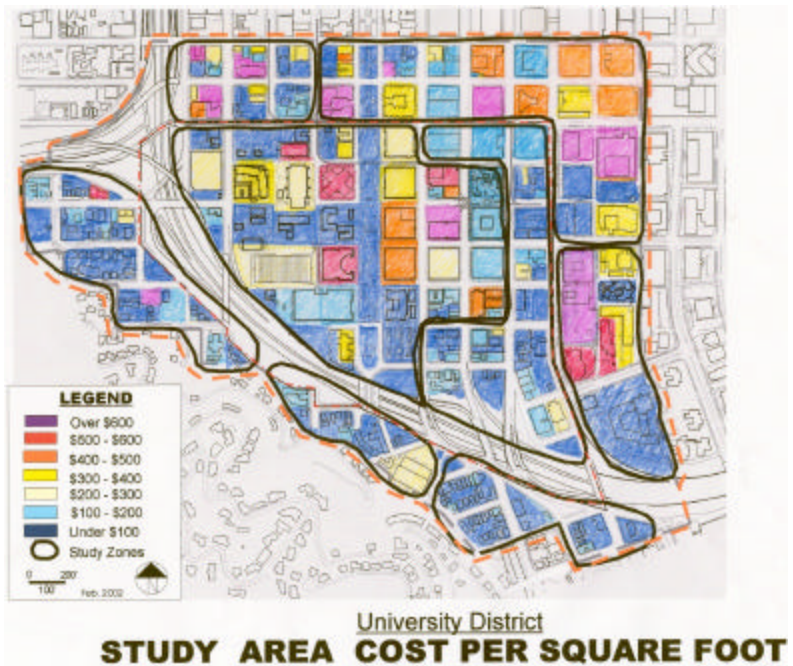 LEGEND
Over $600
$500 - $600
$400 - $500
$300 - $400
$200 - $300
$100 - $200
Under $100
Study Zones
0 200'
100
Feb. 2002
University District
STUDY AREA COST PER SQUARE FOOT